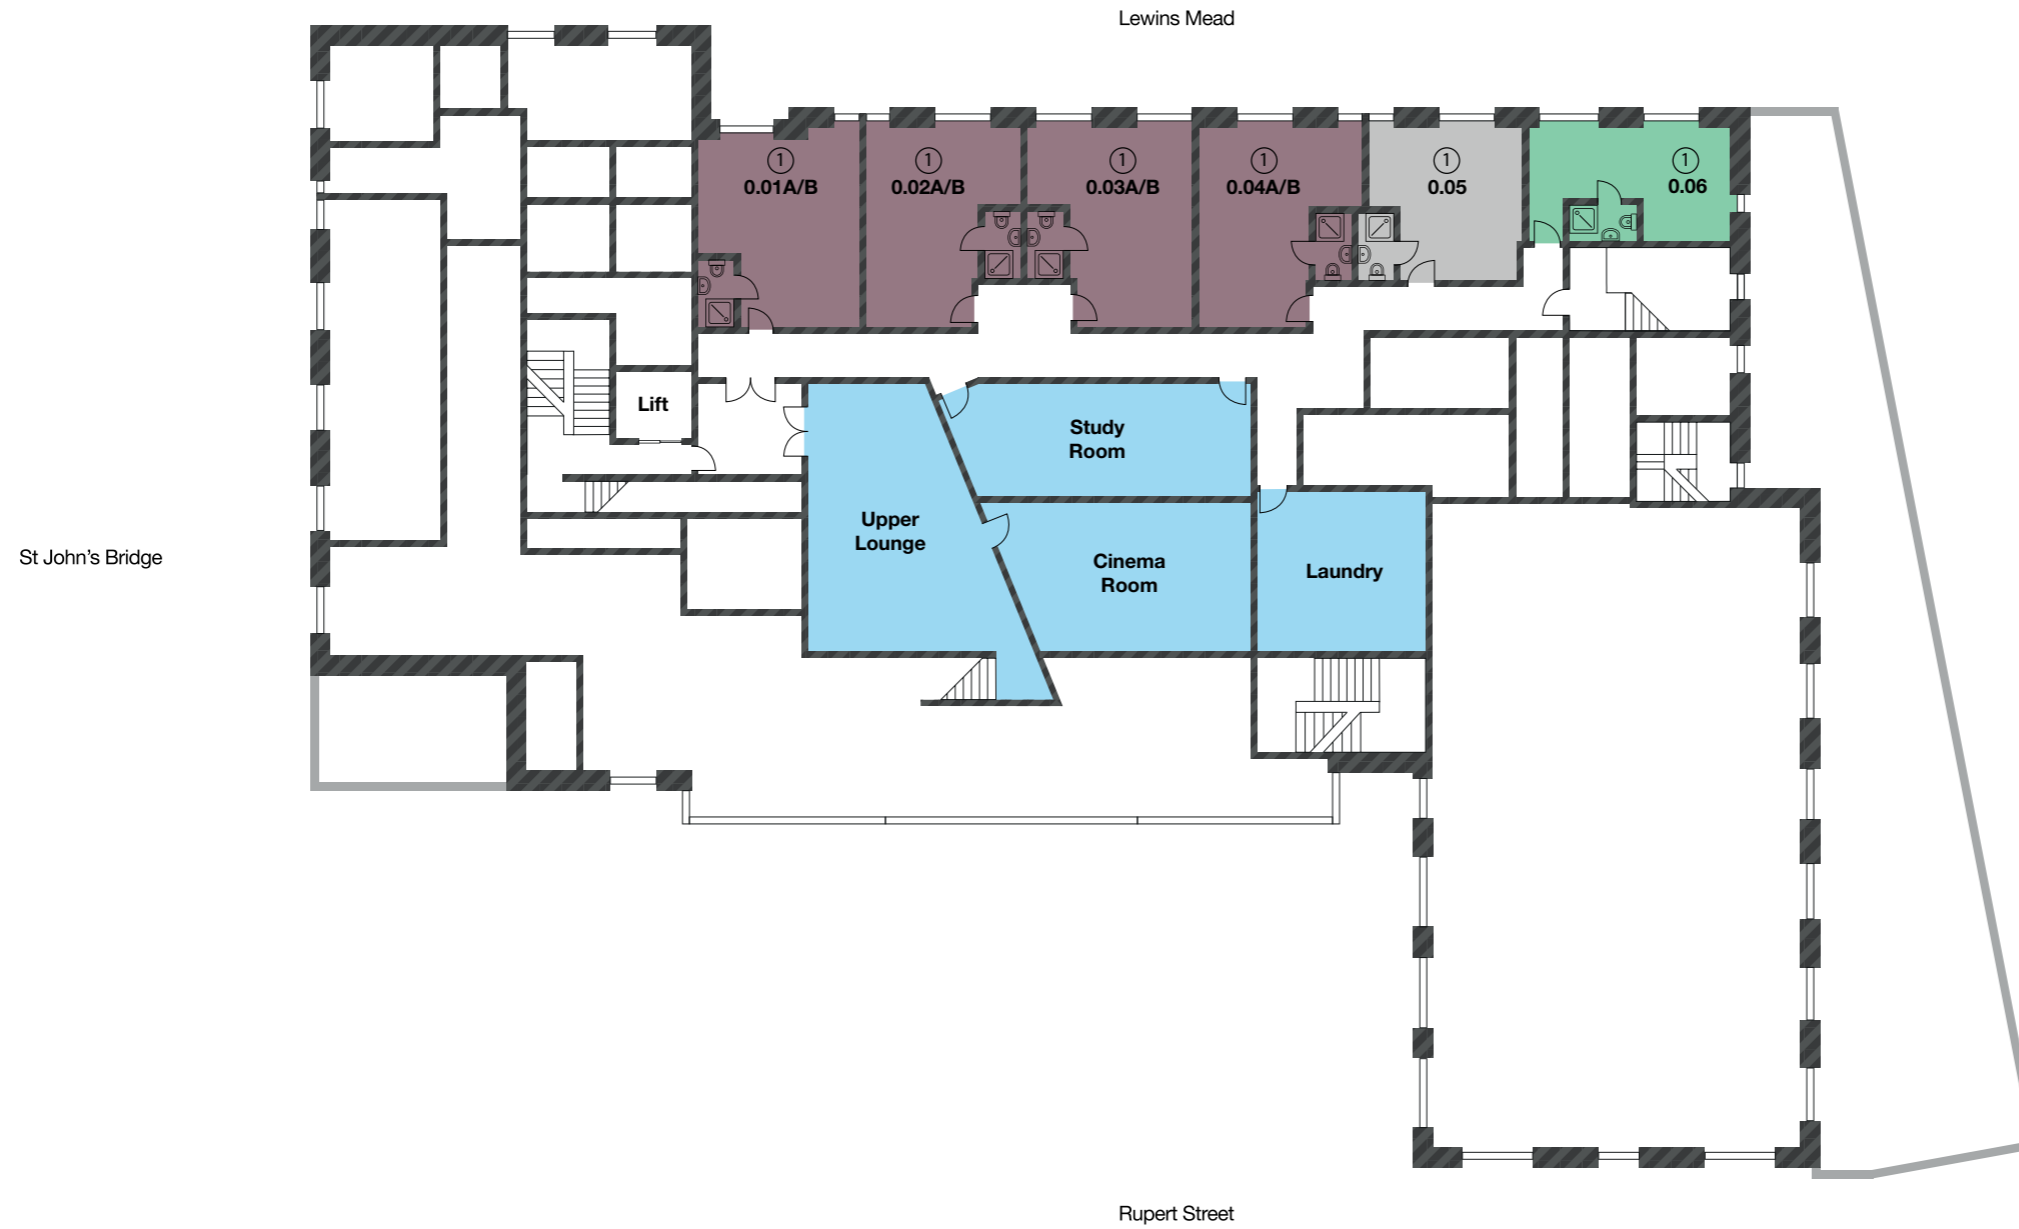 Lewins Mead
1
0.01A/B
1
0.02A/B
1
0.03A/B
1
0.04A/B
1
0.05
1
0.06
Lift
Study
Room
Upper
Lounge
Cinema
Room
Laundry
St John’s Bridge
Rupert Street